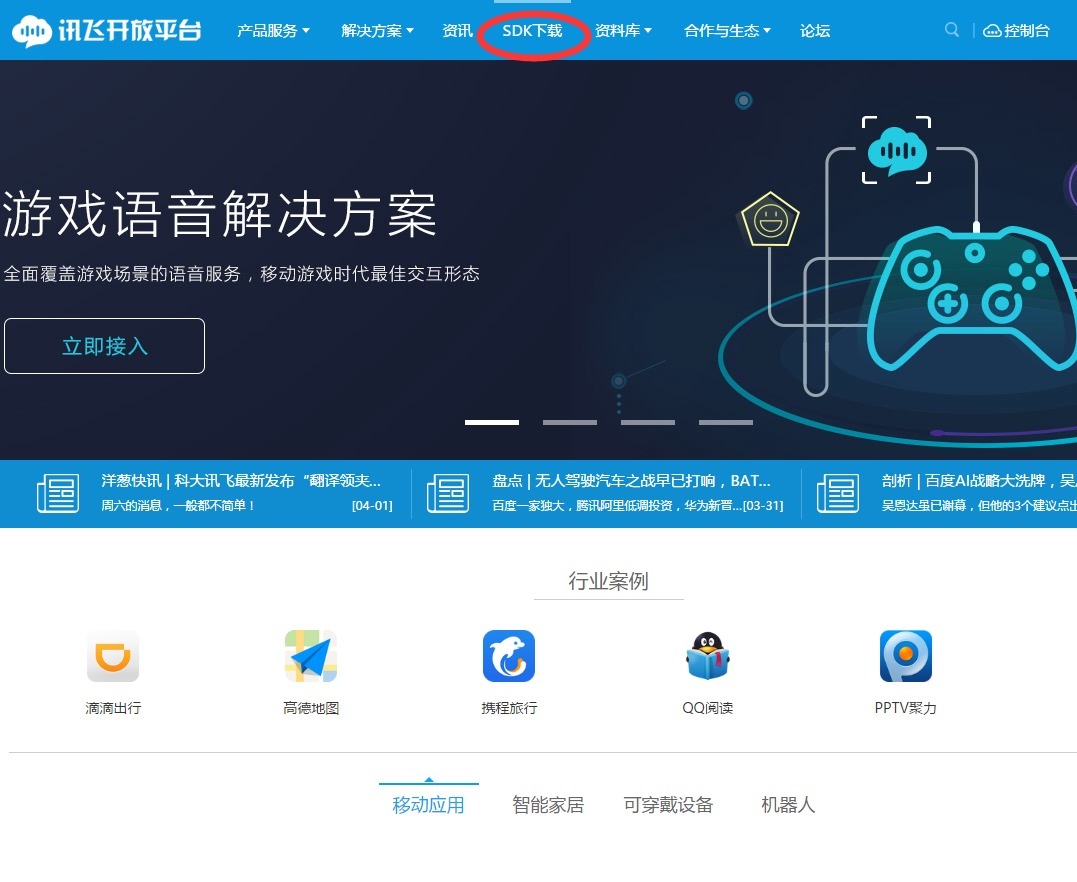 讯飞开放平台 产品服务 解决方案 资讯 SDK下载 资料库 合作与生态 论坛 控制台
游戏语音解决方案
全面覆盖游戏场景的语音服务，移动游戏时代最佳交互形态
立即接入
洋葱快讯 | 科大讯飞最新发布“翻译领夹...
周六的消息，一般都不简单！ [04-01]
盘点 | 无人驾驶汽车之战早已打响，BAT...
百度一家独大，腾讯阿里低调投资，华为新晋...[03-31]
剖析 | 百度AI战略大洗牌，吴
吴恩达虽已谢幕，但他的3个建议点出
行业案例
滴滴出行 高德地图 携程旅行 QQ阅读 PPTV聚力
移动应用 智能家居 可穿戴设备 机器人